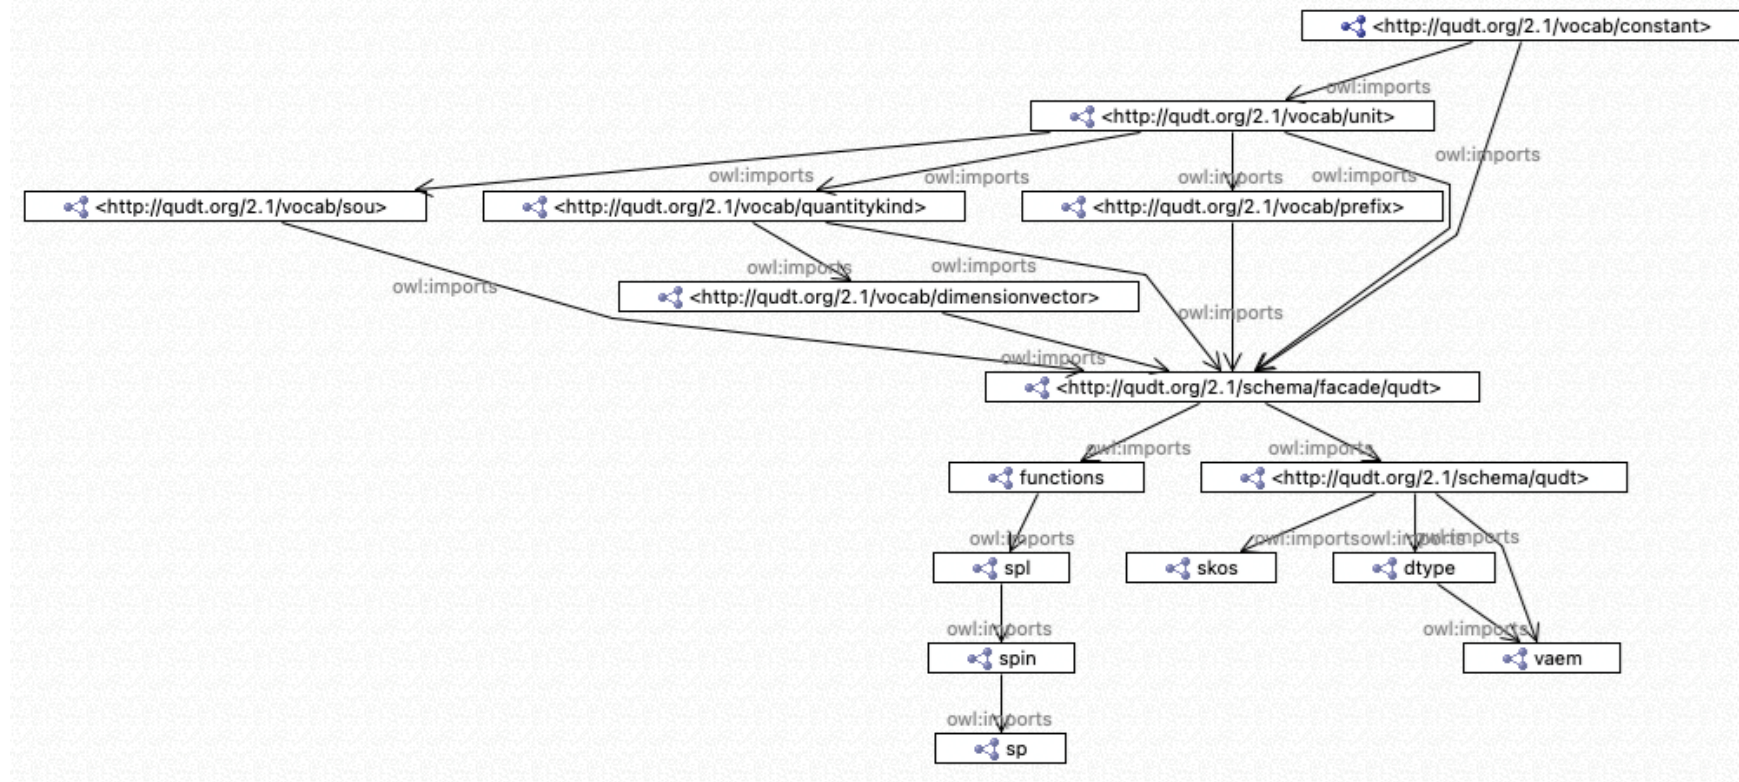 <http://qudt.org/2.1/vocab/constant>
owl:imports
<http://qudt.org/2.1/vocab/unit>
owl:imports
owl:imports owl:imports owl:imports owl:imports
<http://qudt.org/2.1/vocab/sou> <http://qudt.org/2.1/vocab/quantitykind> <http://qudt.org/2.1/vocab/prefix>
owl:imports owl:imports owl:imports
<http://qudt.org/2.1/vocab/dimensionvector>
owl:imports
owl:imports
<http://qudt.org/2.1/schema/facade/qudt>
owl:imports owl:imports
functions <http://qudt.org/2.1/schema/qudt>
owl:imports owl:imports owl:imports owl:imports
spl skos dtype
owl:imports owl:imports
spin vaem
owl:imports
sp